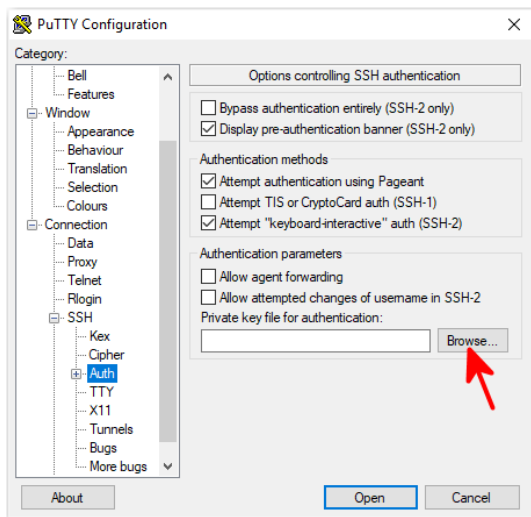 PuTTY Configuration
Category:
Bell
Features
Window
Appearance
Behaviour
Translation
Selection
Colours
Connection
Data
Proxy
Telnet
Rlogin
SSH
Kex
Cipher
Auth
TTY
X11
Tunnels
Bugs
More bugs
Options controlling SSH authentication
Bypass authentication entirely (SSH-2 only)
Display pre-authentication banner (SSH-2 only)
Authentication methods
Attempt authentication using Pageant
Attempt TIS or CryptoCard auth (SSH-1)
Attempt "keyboard-interactive" auth (SSH-2)
Authentication parameters
Allow agent forwarding
Allow attempted changes of username in SSH-2
Private key file for authentication:
Browse...
About
Open
Cancel